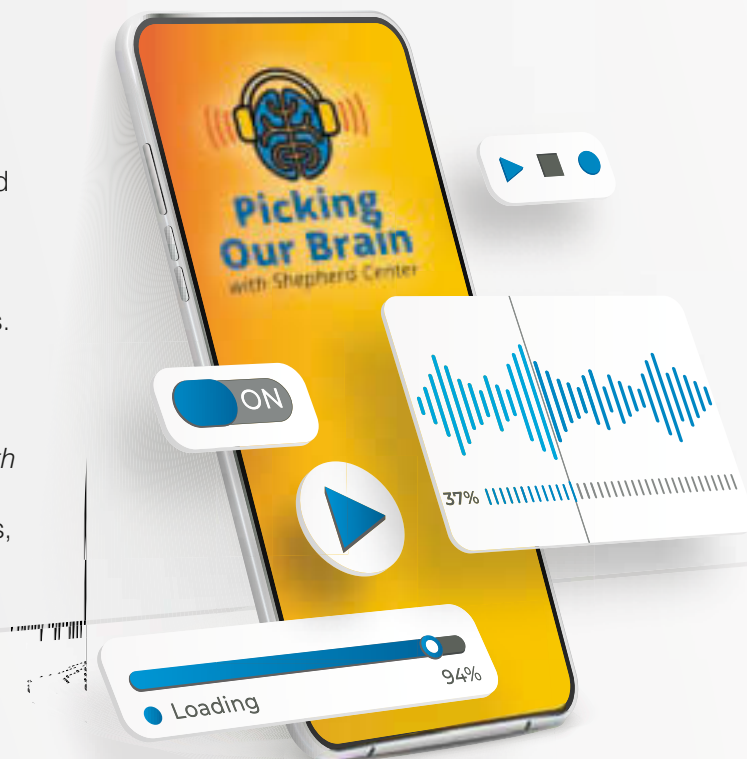 d
s.
h
s,
Picking
Our Brain
with Shepherd Center
ON
37%
Loading
94%